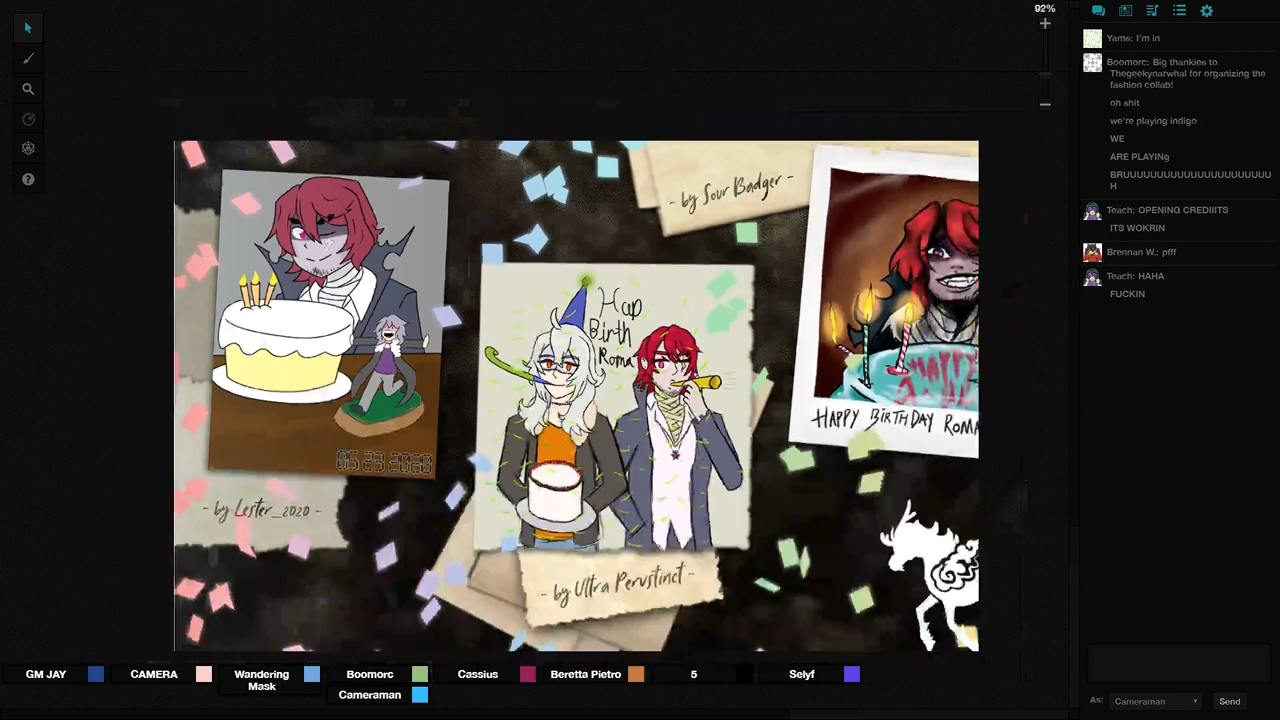 92%
Yams: I'm in
Boomorc: Big thankies to
Thegeekynarwhal for organizing the
fashion collab!
oh shit
we're playing indigo
WE
ARE PLAYINg
BRUUUUUUUUUUUUUUUUUUUUUU
H
Teach: OPENING CREDIIITS
ITS WOKRIN
Brennan W.: pfff
Teach: HAHA
FUCKIN
As:
Cameraman
Send
- by Sour Badger -
Hap
Birth
Roma
05 23 2020
HAPPY BIRTHDAY ROMA
- by Lester_2020 -
- by Ultra Perustinct -
GM JAY
CAMERA
Wandering
Mask
Boomorc
Cassius
Beretta Pietro
5
Selyf
Cameraman